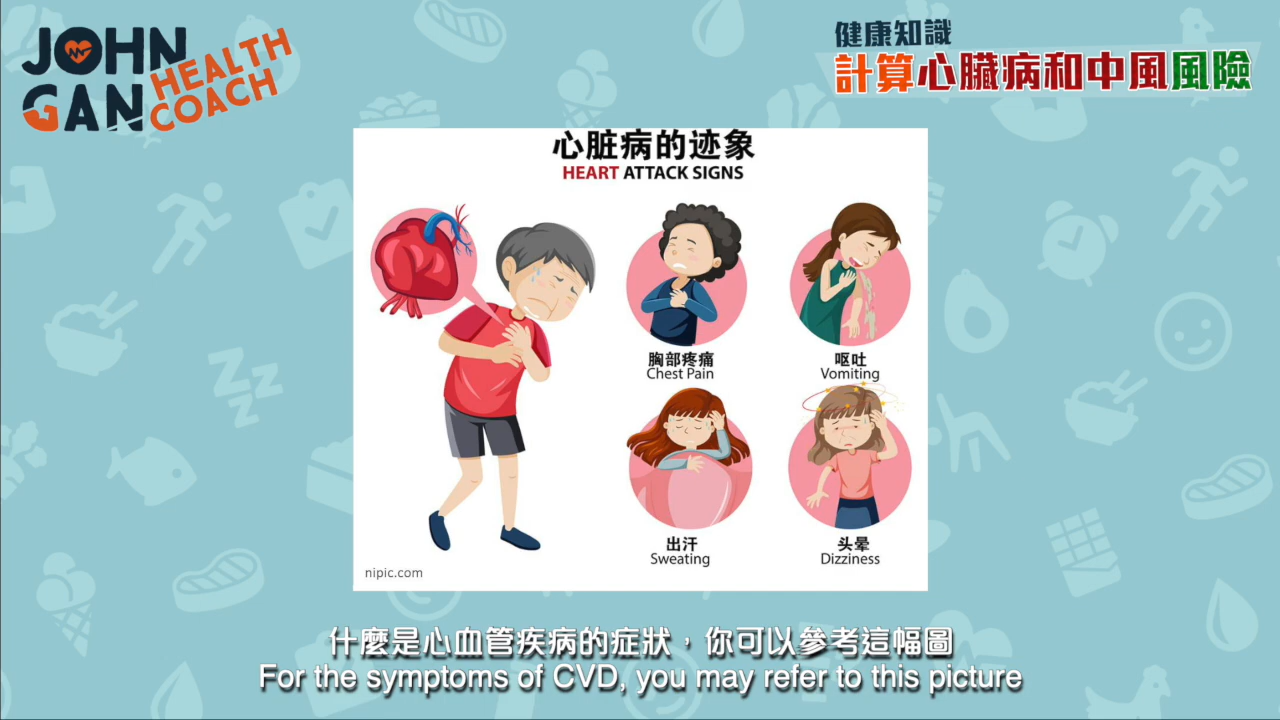 JOHN
GAN
HEALTH
COACH
健康知識
計算心臟病和中風風險
心脏病的迹象
HEART ATTACK SIGNS
胸部疼痛
Chest Pain
呕吐
Vomiting
出汗
Sweating
头晕
Dizziness
nipic.com
什麼是心血管疾病的症狀，你可以參考這幅圖
For the symptoms of CVD, you may refer to this picture